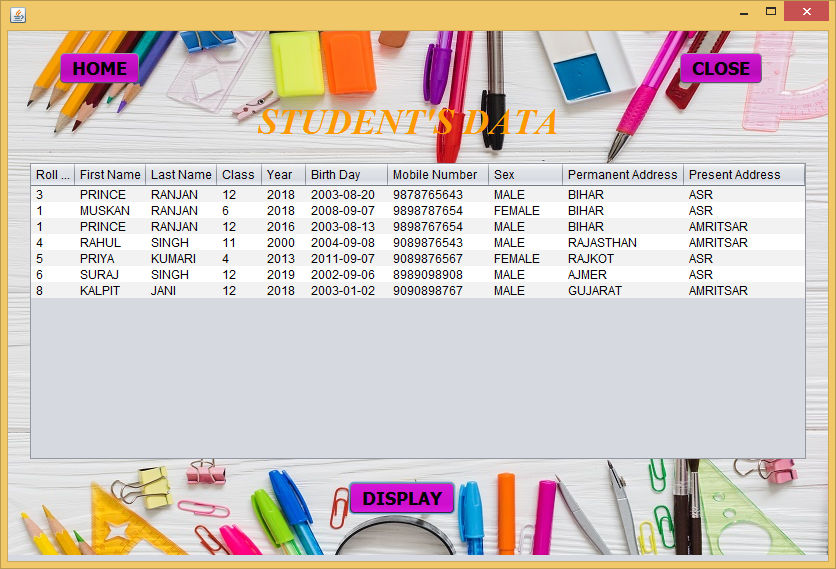 HOME CLOSE
STUDENT'S DATA
Roll ... First Name Last Name Class Year Birth Day Mobile Number Sex Permanent Address Present Address
3 PRINCE RANJAN 12 2018 2003-08-20 9878765643 MALE BIHAR ASR
1 MUSKAN RANJAN 6 2018 2008-09-07 9898787654 FEMALE BIHAR ASR
1 PRINCE RANJAN 12 2016 2003-08-13 9898767654 MALE BIHAR AMRITSAR
4 RAHUL SINGH 11 2000 2004-09-08 9089876543 MALE RAJASTHAN AMRITSAR
5 PRIYA KUMARI 4 2013 2011-09-07 9089876567 FEMALE RAJKOT ASR
6 SURAJ SINGH 12 2019 2002-09-06 8989098908 MALE AJMER ASR
8 KALPIT JANI 12 2018 2003-01-02 9090898767 MALE GUJARAT AMRITSAR
DISPLAY